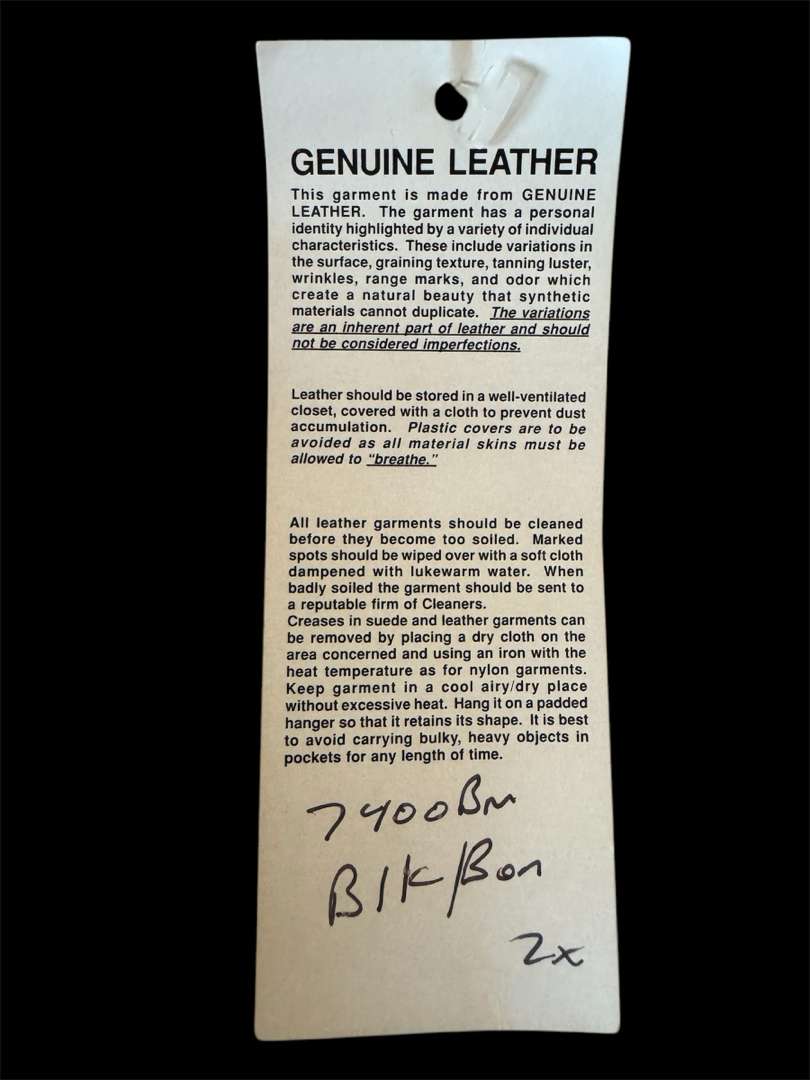 GENUINE LEATHER
This garment is made from GENUINE
LEATHER. The garment has a personal
identity highlighted by a variety of individual
characteristics. These include variations in
the surface, graining texture, tanning luster,
wrinkles, range marks, and odor which
create a natural beauty that synthetic
materials cannot duplicate. The variations
are an inherent part of leather and should
not be considered imperfections.
Leather should be stored in a well-ventilated
closet, covered with a cloth to prevent dust
accumulation. Plastic covers are to be
avoided as all material skins must be
allowed to “breathe.”
All leather garments should be cleaned
before they become too soiled. Marked
spots should be wiped over with a soft cloth
dampened with lukewarm water. When
badly soiled the garment should be sent to
a reputable firm of Cleaners.
Creases in suede and leather garments can
be removed by placing a dry cloth on the
area concerned and using an iron with the
heat temperature as for nylon garments.
Keep garment in a cool airy/dry place
without excessive heat. Hang it on a padded
hanger so that it retains its shape. It is best
to avoid carrying bulky, heavy objects in
pockets for any length of time.
7400Bm
Blk/Bon
2x